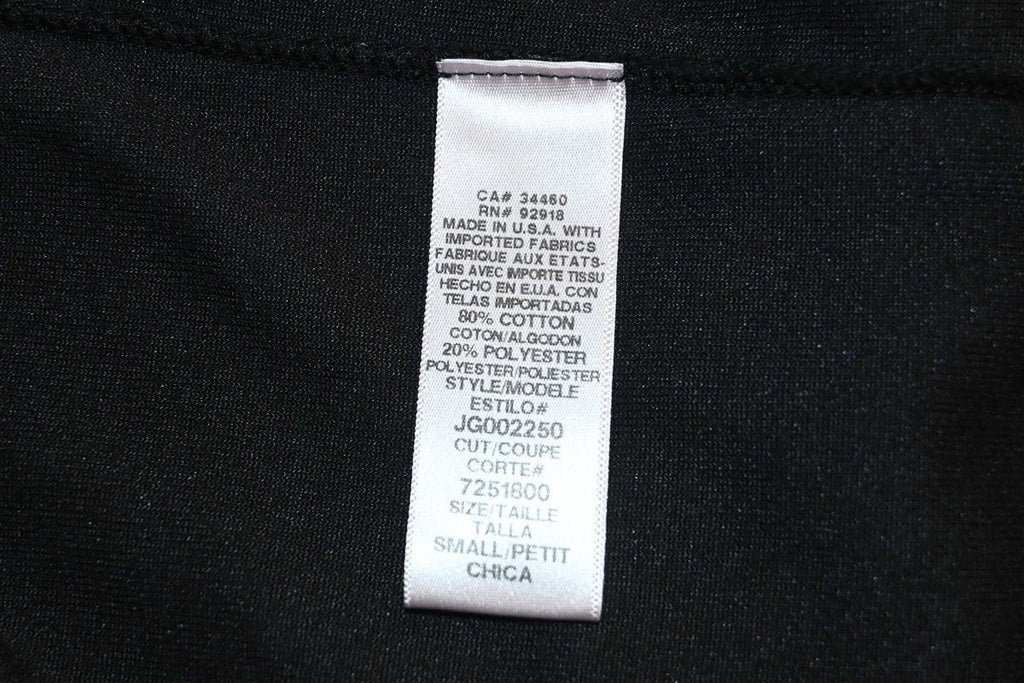 CA# 34460
RN# 92918
MADE IN U.S.A. WITH
IMPORTED FABRICS
FABRIQUE AUX ETATS-
UNIS AVEC IMPORTE TISSU
HECHO EN E.U.A. CON
TELAS IMPORTADAS
80% COTTON
COTON/ALGODON
20% POLYESTER
POLYESTER/POLIESTER
STYLE/MODELE
ESTILO#
JG002250
CUT/COUPE
CORTE#
7251800
SIZE/TAILLE
TALLA
SMALL/PETIT
CHICA